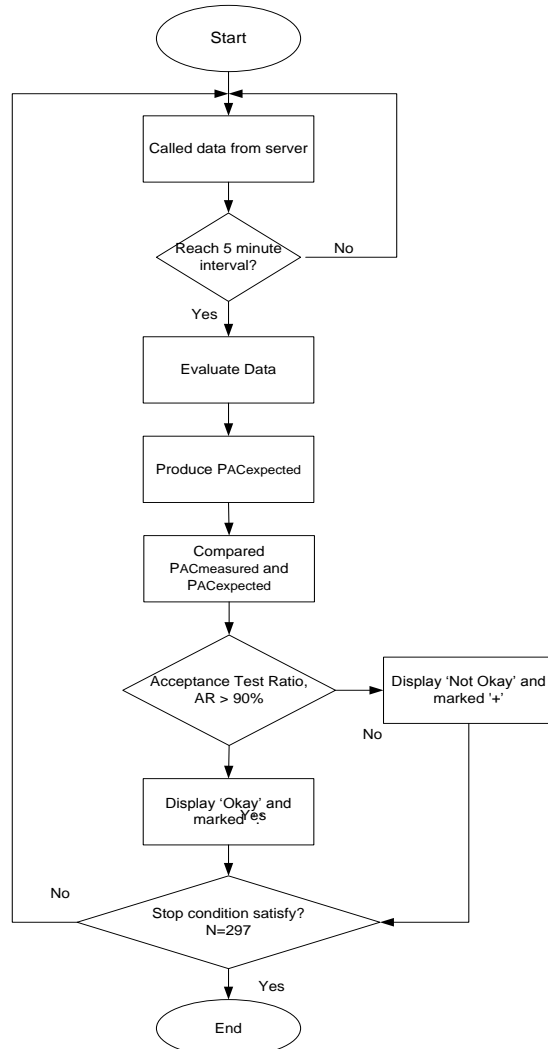 Start
Called data from server
Reach 5 minute
interval?
No
Yes
Evaluate Data
Produce PACexpected
Compared
PACmeasured and
PACexpected
Acceptance Test Ratio,
AR > 90%
Display 'Not Okay' and
marked '+'
No
Display 'Okay' and
marked
Yes
No
Stop condition satisfy?
N=297
Yes
End